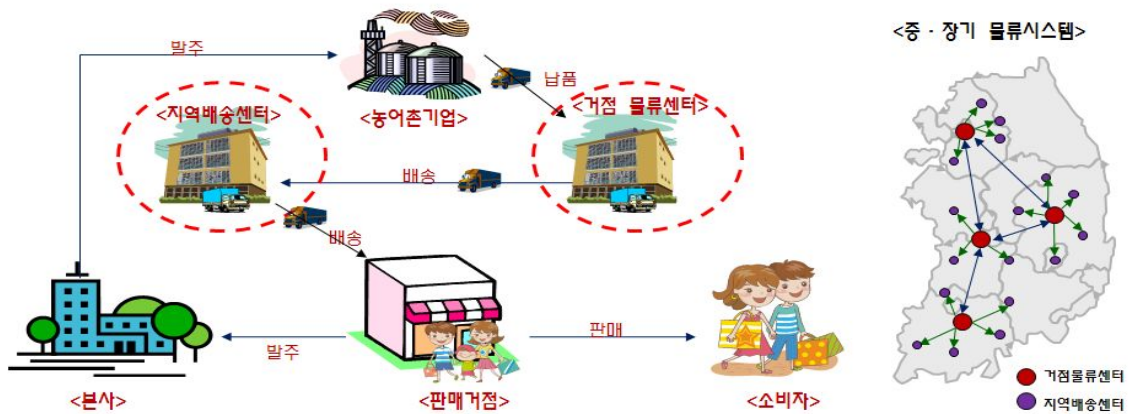 <중 · 장기 물류시스템>
발주
납품
<지역배송센터>
<농어촌기업>
<거점 물류센터>
배송
배송
판매
발주
거점물류센터
지역배송센터
<본사>
<판매거점>
<소비자>